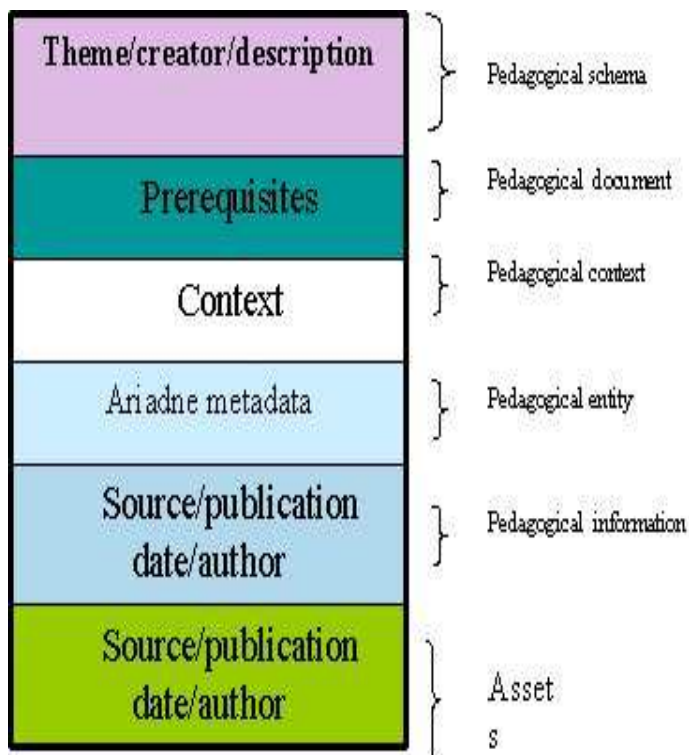 Theme/creator/description
Pedagogical schema
Prerequisites
Pedagogical document
Context
Pedagogical context
Ariadne metadata
Pedagogical entity
Source/publication
date/author
Pedagogical information
Source/publication
date/author
Asset
s